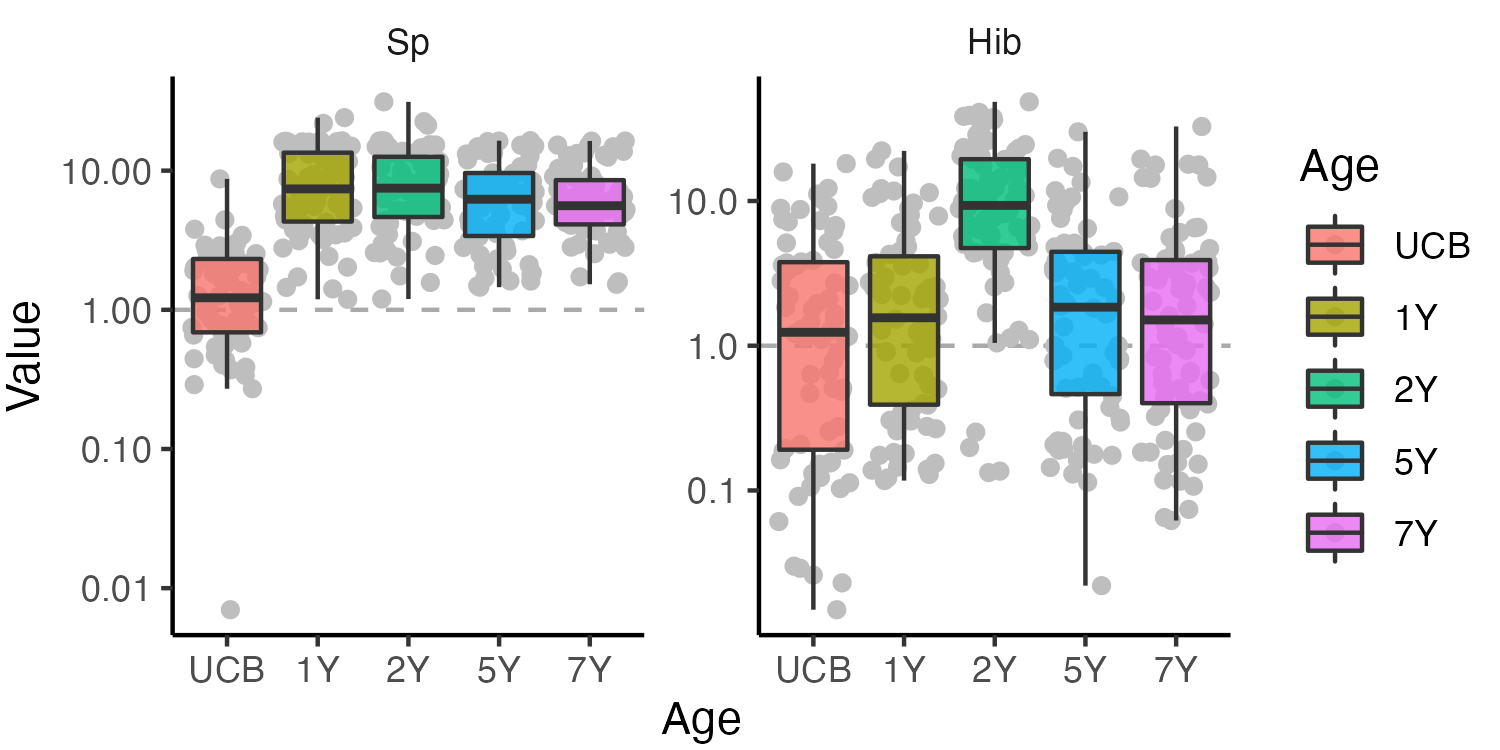 Sp
Hib
Value
10.00
1.00
0.10
0.01
10.0
1.0
0.1
UCB 1Y 2Y 5Y 7Y
UCB 1Y 2Y 5Y 7Y
Age
Age
UCB
1Y
2Y
5Y
7Y